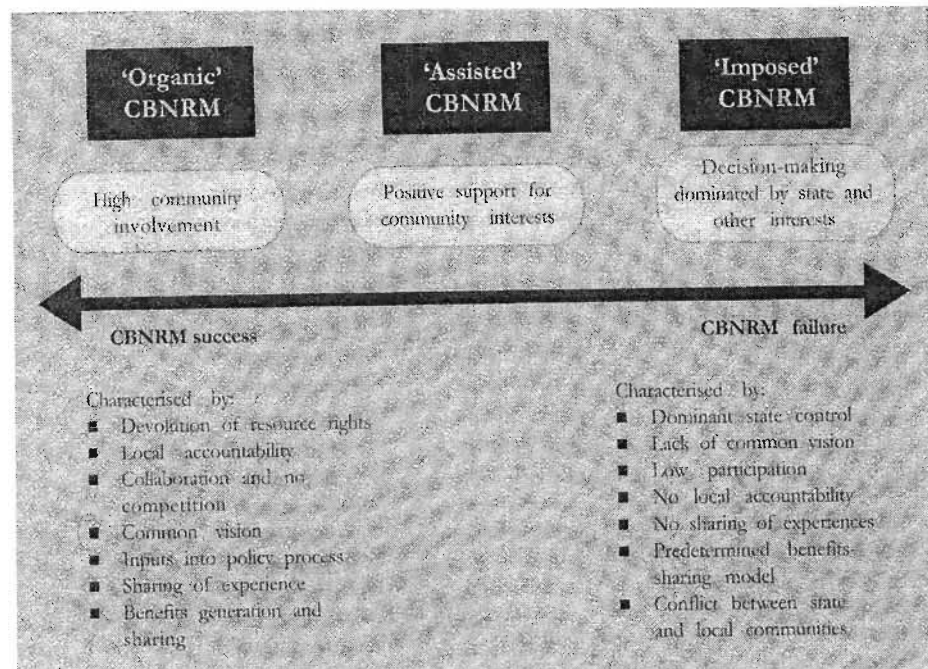 ‘Organic’
CBNRM
‘Assisted’
CBNRM
‘Imposed’
CBNRM
High community
involvement
Positive support for
community interests
Decision-making
dominated by state and
other interests
CBNRM success
CBNRM failure
Characterised by:
■ Devolution of resource rights
■ Local accountability
■ Collaboration and no
competition
■ Common vision
■ Inputs into policy process
■ Sharing of experience
■ Benefits generation and
sharing
Characterised by:
■ Dominant state control
■ Lack of common vision
■ Low participation
■ No local accountability
■ No sharing of experiences
■ Predetermined benefits-
sharing model
■ Conflict between state
and local communities